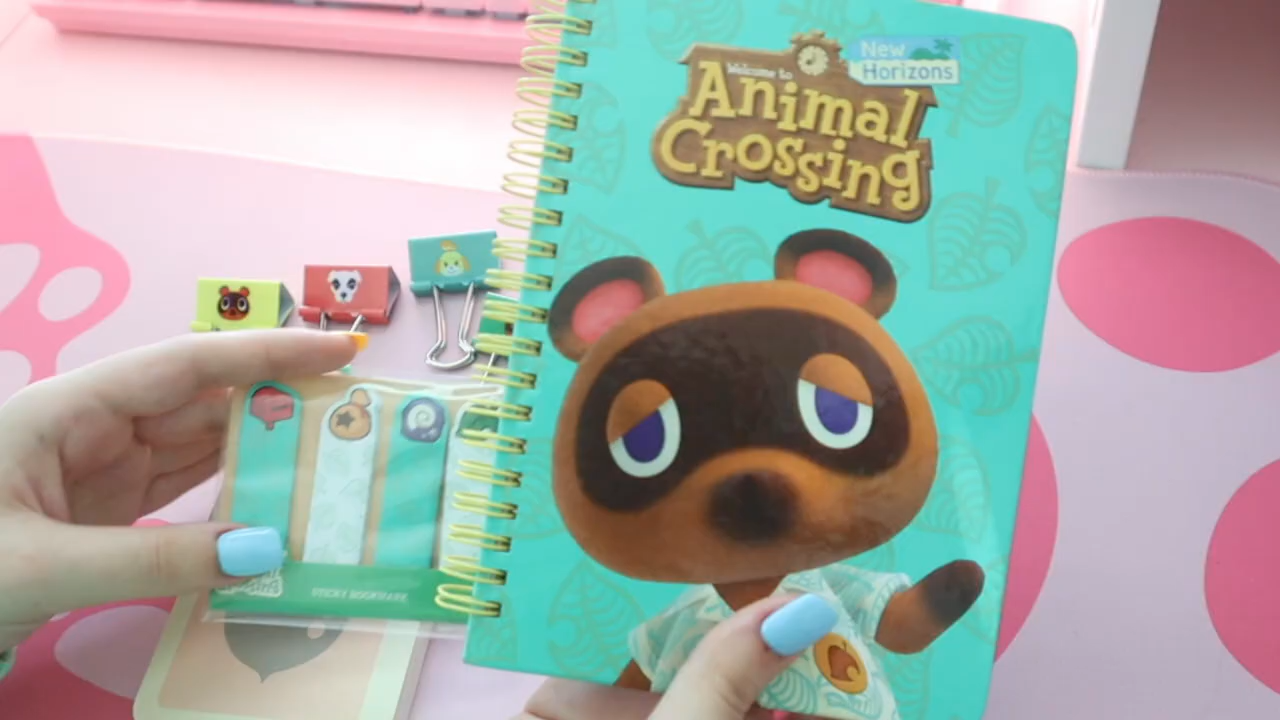 New
Horizons
Welcome to
Animal
Crossing
STICKY BOOKMARK